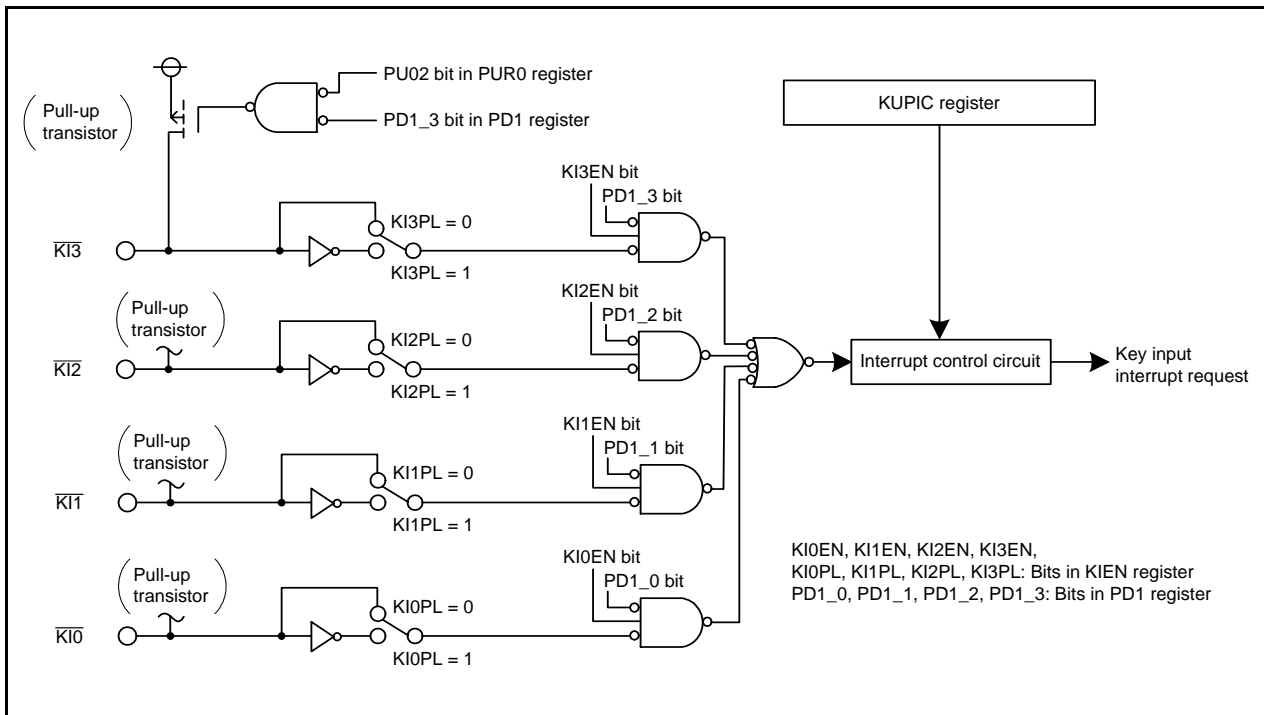 PU02 bit in PUR0 register
Pull-up
transistor
PD1_3 bit in PD1 register
KUPIC register
KI3EN bit
PD1_3 bit
KI3PL = 0
KI3
KI3PL = 1
Pull-up
transistor
KI2EN bit
PD1_2 bit
KI2PL = 0
KI2
KI2PL = 1
Interrupt control circuit
Key input
interrupt request
Pull-up
transistor
KI1EN bit
PD1_1 bit
KI1PL = 0
KI1
KI1PL = 1
Pull-up
transistor
KI0EN bit
PD1_0 bit
KI0PL = 0
KI0
KI0PL = 1
KI0EN, KI1EN, KI2EN, KI3EN,
KI0PL, KI1PL, KI2PL, KI3PL: Bits in KIEN register
PD1_0, PD1_1, PD1_2, PD1_3: Bits in PD1 register